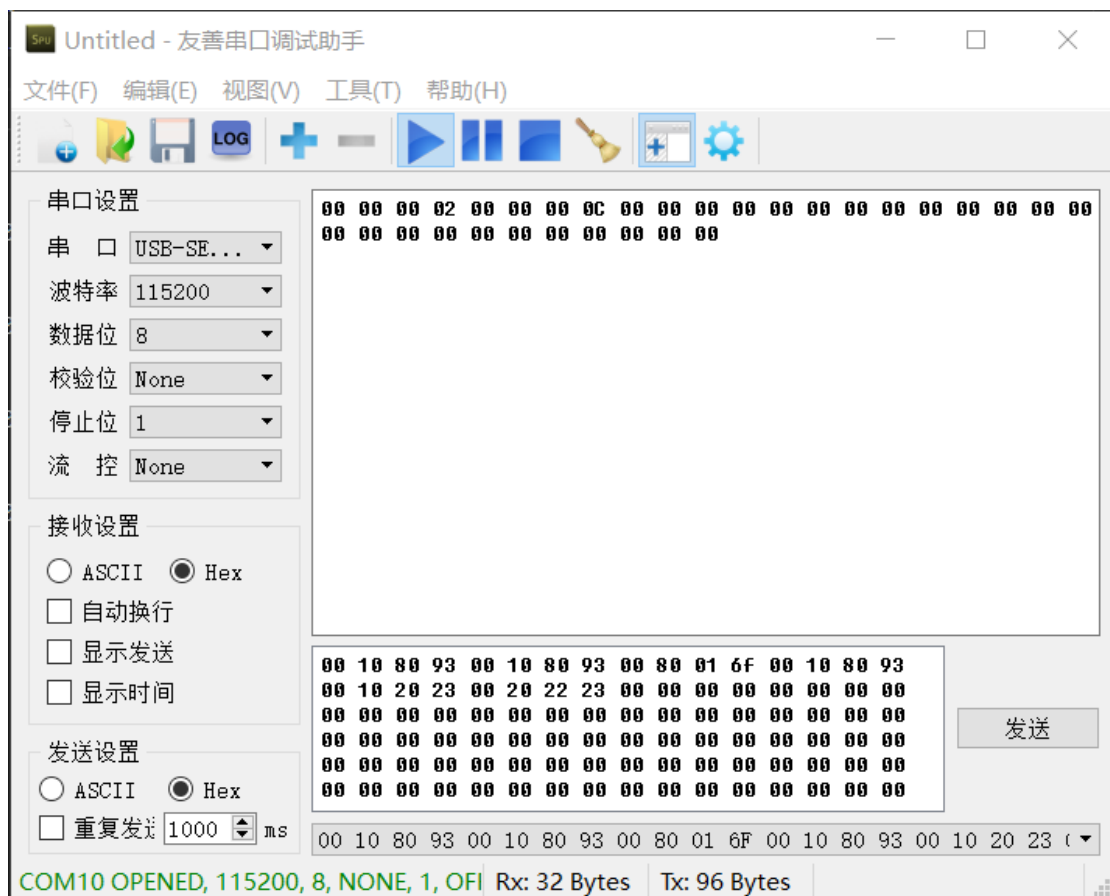 Spu Untitled - 友善串口调试助手
文件(F) 编辑(E) 视图(V) 工具(T) 帮助(H)
LOG
串口设置
串 口 USB-SE...
波特率 115200
数据位 8
校验位 None
停止位 1
流 控 None
接收设置
ASCII Hex
自动换行
显示发送
显示时间
发送设置
ASCII Hex
重复发送 1000 ms
00 00 00 02 00 00 00 0C 00 00 00 00 00 00 00 00 00 00 00 00 00
00 00 00 00 00 00 00 00 00 00 00
00 10 80 93 00 10 80 93 00 80 01 6f 00 10 80 93
00 10 20 23 00 20 22 23 00 00 00 00 00 00 00 00
00 00 00 00 00 00 00 00 00 00 00 00 00 00 00 00
00 00 00 00 00 00 00 00 00 00 00 00 00 00 00 00
00 00 00 00 00 00 00 00 00 00 00 00 00 00 00 00
00 00 00 00 00 00 00 00 00 00 00 00 00 00 00 00
发送
00 10 80 93 00 10 80 93 00 80 01 6F 00 10 80 93 00 10 20 23
COM10 OPENED, 115200, 8, NONE, 1, OFF Rx: 32 Bytes Tx: 96 Bytes